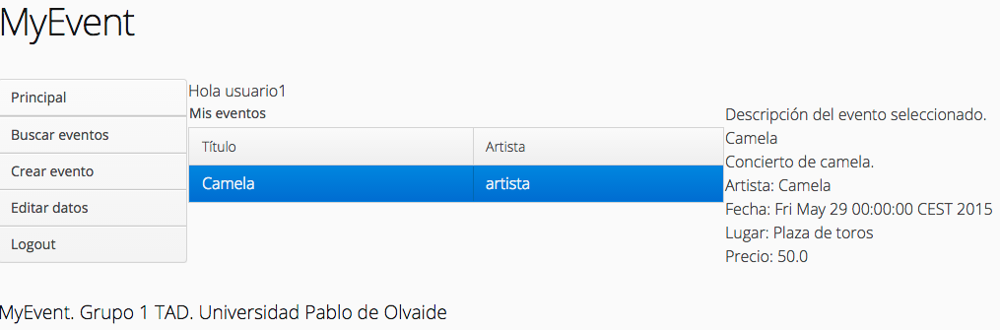 MyEvent
Principal
Buscar eventos
Crear evento
Editar datos
Logout
Hola usuario1
Mis eventos
Título Artista
Camela artista
Descripción del evento seleccionado.
Camela
Concierto de camela.
Artista: Camela
Fecha: Fri May 29 00:00:00 CEST 2015
Lugar: Plaza de toros
Precio: 50.0
MyEvent. Grupo 1 TAD. Universidad Pablo de Olvaide